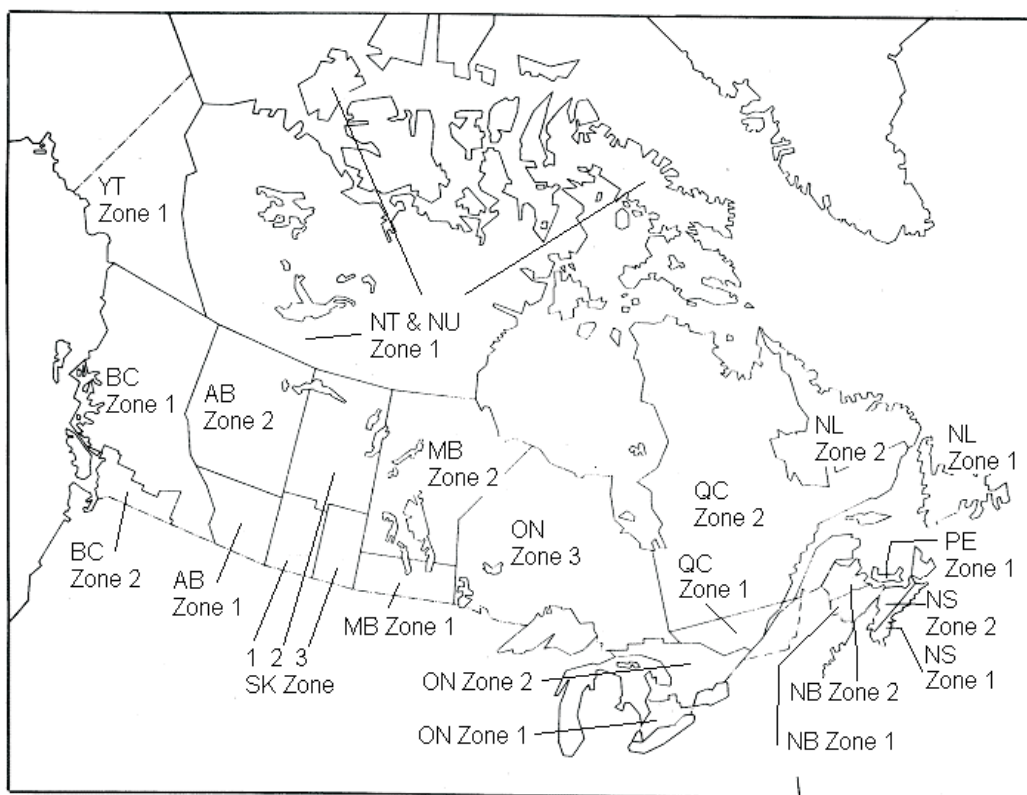 YT
Zone 1
NT & NU
Zone 1
BC
Zone 1
AB
Zone 2
MB
Zone 2
NL
Zone 2
NL
Zone 1
QC
Zone 2
ON
Zone 3
PE
Zone 1
BC
Zone 2
AB
Zone 1
QC
Zone 1
NS
Zone 2
MB Zone 1
1 2 3
SK Zone
NS
Zone 1
ON Zone 2
NB Zone 2
ON Zone 1
NB Zone 1